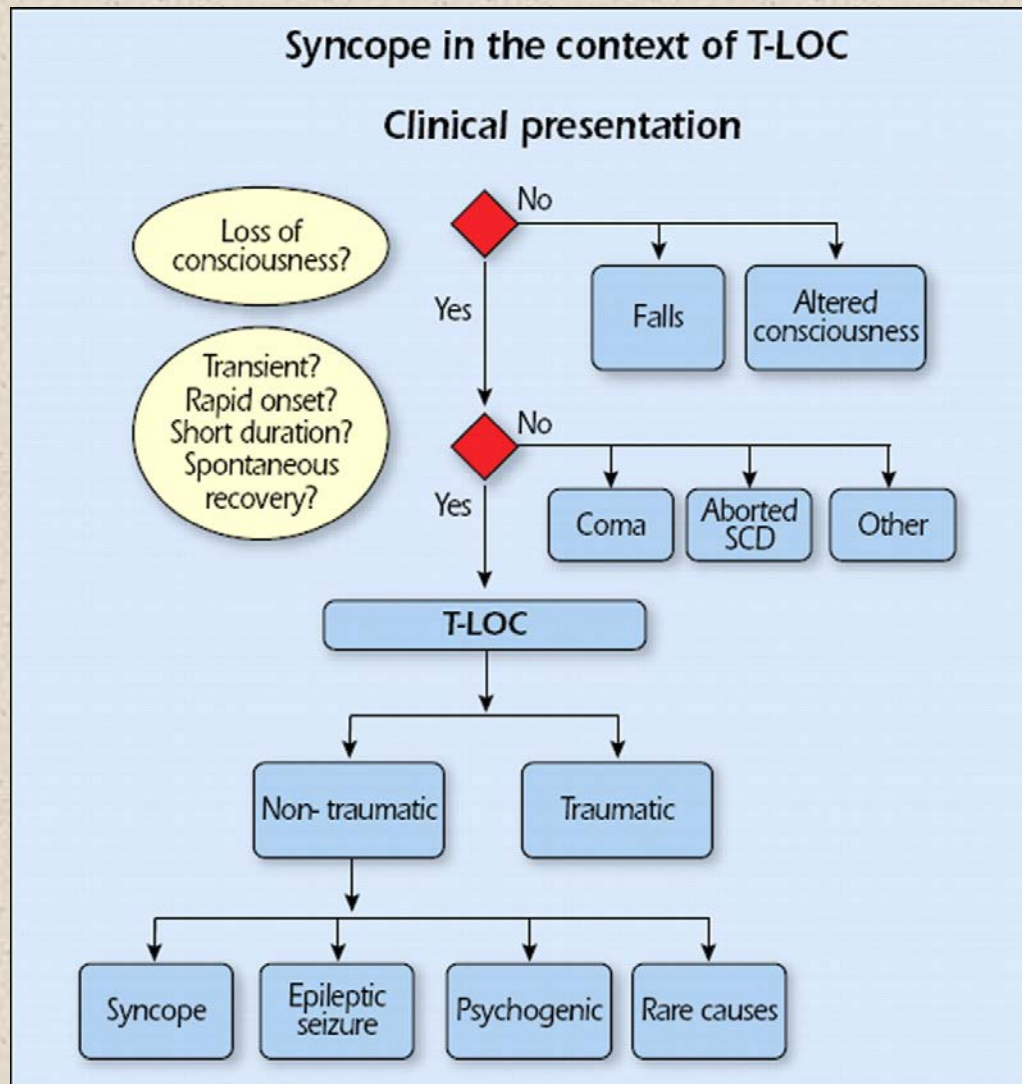 Syncope in the context of T-LOC
Clinical presentation
Loss of
consciousness?
No
Yes
Falls
Altered
consciousness
Transient?
Rapid onset?
Short duration?
Spontaneous
recovery?
No
Yes
Coma
Aborted
SCD
Other
T-LOC
Non- traumatic
Traumatic
Syncope
Epileptic
seizure
Psychogenic
Rare causes